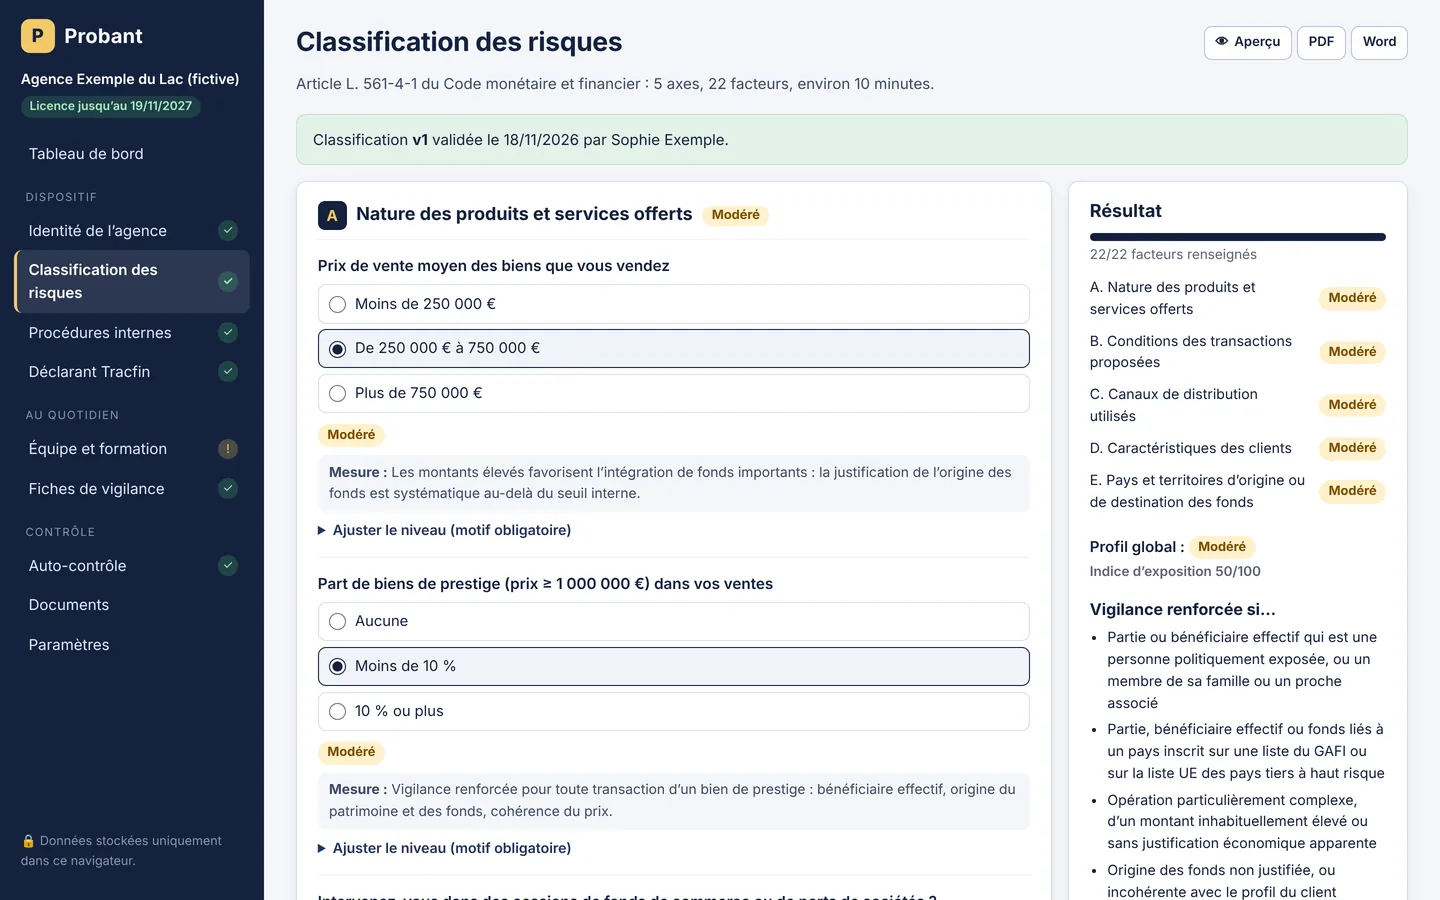 P Probant
Agence Exemple du Lac (fictive)
Licence jusqu’au 19/11/2027
Tableau de bord
DISPOSITIF
Identité de l’agence
Classification des
risques
Procédures internes
Déclarant Tracfin
AU QUOTIDIEN
Équipe et formation
!
Fiches de vigilance
CONTRÔLE
Auto-contrôle
Documents
Paramètres
Données stockées uniquement
dans ce navigateur.
Classification des risques
Aperçu
PDF
Word
Article L. 561-4-1 du Code monétaire et financier : 5 axes, 22 facteurs, environ 10 minutes.
Classification v1 validée le 18/11/2026 par Sophie Exemple.
A Nature des produits et services offerts Modéré
Prix de vente moyen des biens que vous vendez
Moins de 250 000 €
De 250 000 € à 750 000 €
Plus de 750 000 €
Modéré
Mesure : Les montants élevés favorisent l’intégration de fonds importants : la justification de l’origine des
fonds est systématique au-delà du seuil interne.
Ajuster le niveau (motif obligatoire)
Part de biens de prestige (prix ≥ 1 000 000 €) dans vos ventes
Aucune
Moins de 10 %
10 % ou plus
Modéré
Mesure : Vigilance renforcée pour toute transaction d’un bien de prestige : bénéficiaire effectif, origine du
patrimoine et des fonds, cohérence du prix.
Ajuster le niveau (motif obligatoire)
Intervenez-vous dans des cessions de fonds de commerce ou de parts de sociétés ?
Résultat
22/22 facteurs renseignés
A. Nature des produits et
services offerts
Modéré
B. Conditions des transactions
proposées
Modéré
C. Canaux de distribution
utilisés
Modéré
D. Caractéristiques des clients
Modéré
E. Pays et territoires d’origine ou
de destination des fonds
Modéré
Profil global : Modéré
Indice d’exposition 50/100
Vigilance renforcée si…
• Partie ou bénéficiaire effectif qui est une
personne politiquement exposée, ou un
membre de sa famille ou un proche
associé
• Partie, bénéficiaire effectif ou fonds liés à
un pays inscrit sur une liste du GAFI ou
sur la liste UE des pays tiers à haut risque
• Opération particulièrement complexe,
d’un montant inhabituellement élevé ou
sans justification économique apparente
• Origine des fonds non justifiée, ou
incohérente avec le profil du client